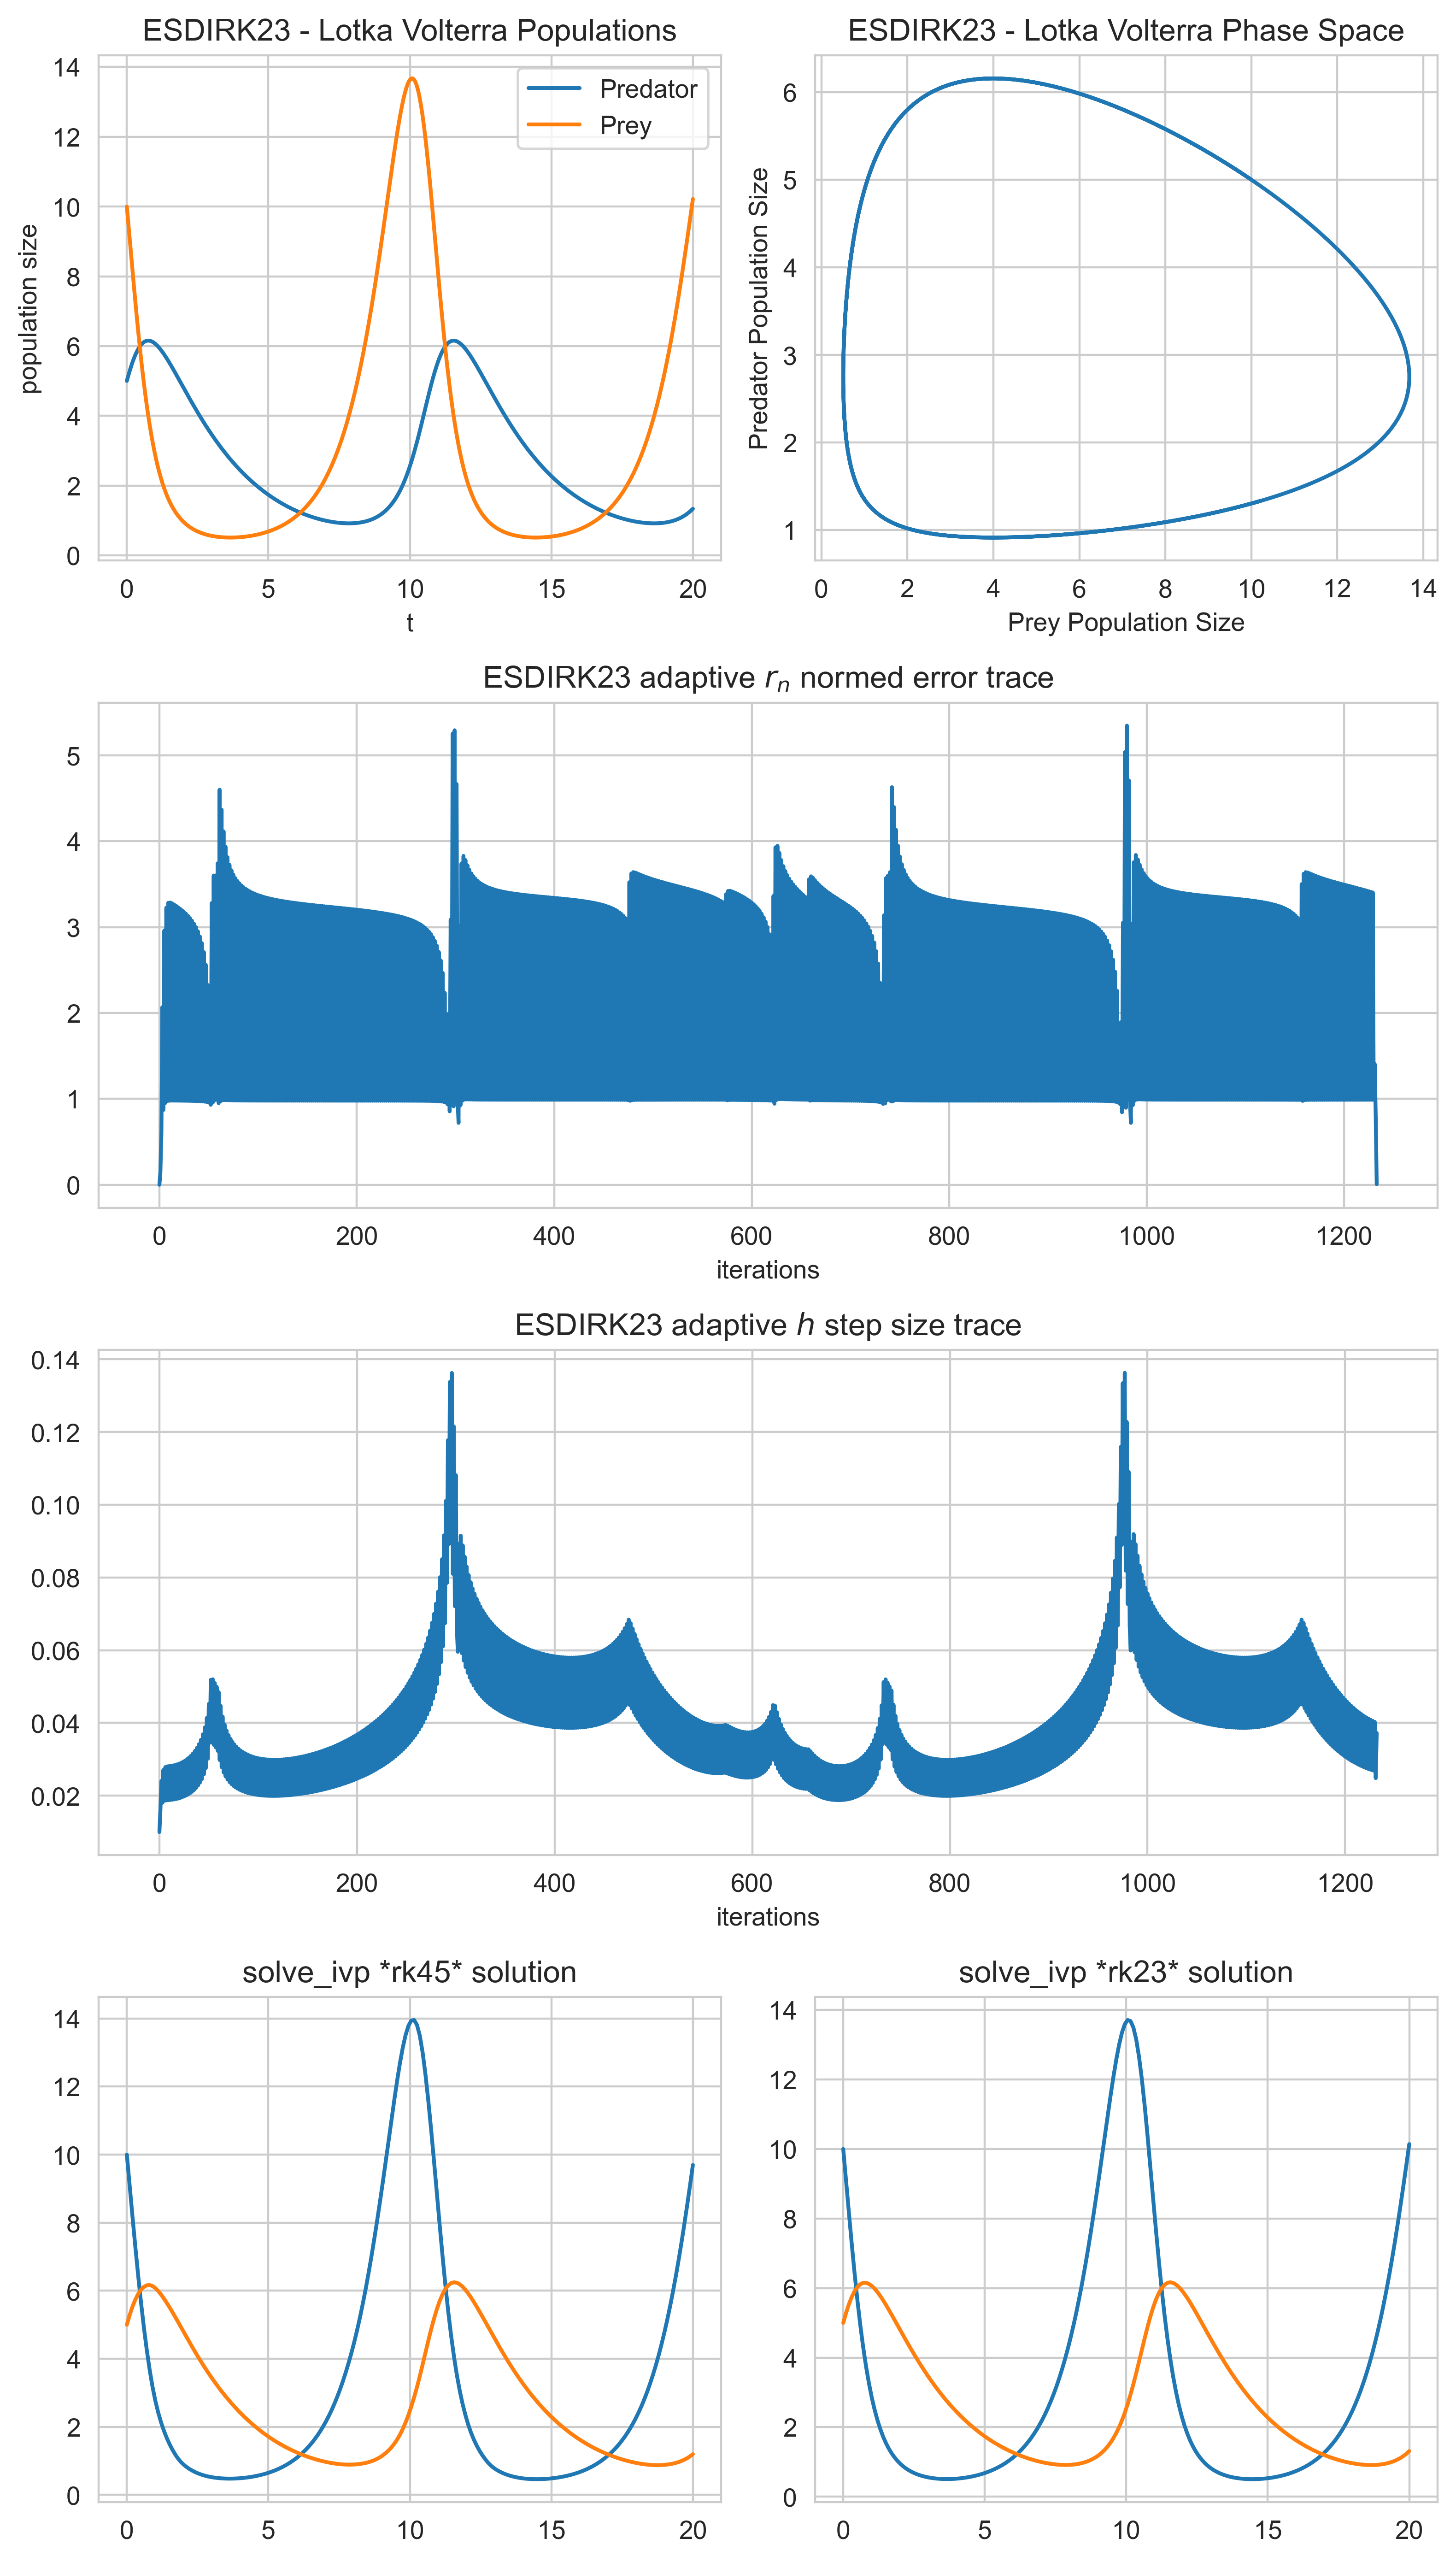 ESDIRK23 - Lotka Volterra Populations
14
12
10
8
6
4
2
0
population size
Predator
Prey
0 5 10 15 20
t
ESDIRK23 - Lotka Volterra Phase Space
6
5
4
3
2
1
Predator Population Size
0 2 4 6 8 10 12 14
Prey Population Size
ESDIRK23 adaptive rₙ normed error trace
5
4
3
2
1
0
0 200 400 600 800 1000 1200
iterations
ESDIRK23 adaptive h step size trace
0.14
0.12
0.10
0.08
0.06
0.04
0.02
0 200 400 600 800 1000 1200
iterations
solve_ivp *rk45* solution
14
12
10
8
6
4
2
0
0 5 10 15 20
solve_ivp *rk23* solution
14
12
10
8
6
4
2
0
0 5 10 15 20